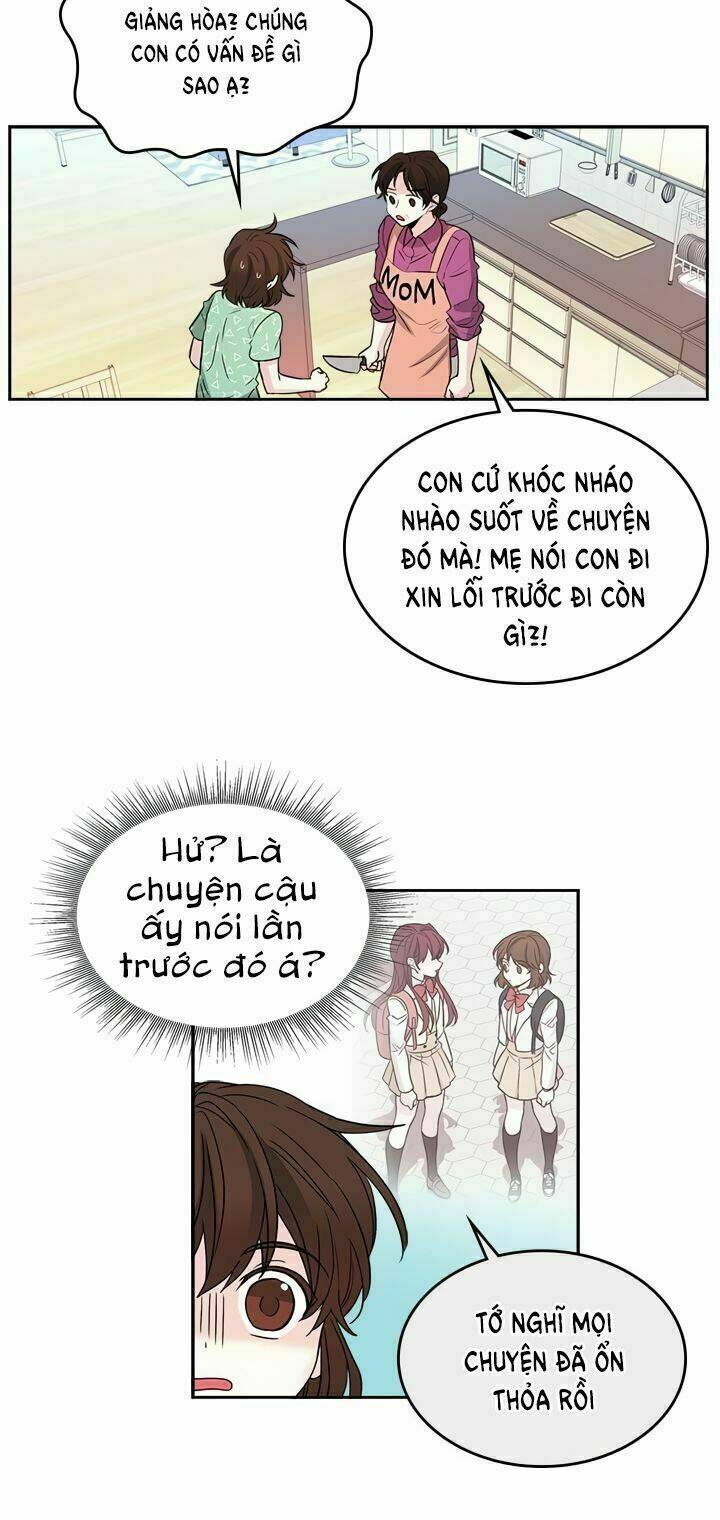 GIẢNG HÒA? CHÚNG
CON CÓ VẤN ĐỀ GÌ
SAO Ạ?
MOM
CON CỨ KHÓC NHÁO
NHÀO SUỐT VỀ CHUYỆN
ĐÓ MÀ! MẸ NÓI CON ĐI
XIN LỖI TRƯỚC ĐI CÒN
GÌ?!
Hử? Là
chuyện cậu
ấy nói lần
trước đó á?
TỚ NGHĨ MỌI
CHUYỆN ĐÃ ỔN
THỎA RỒI